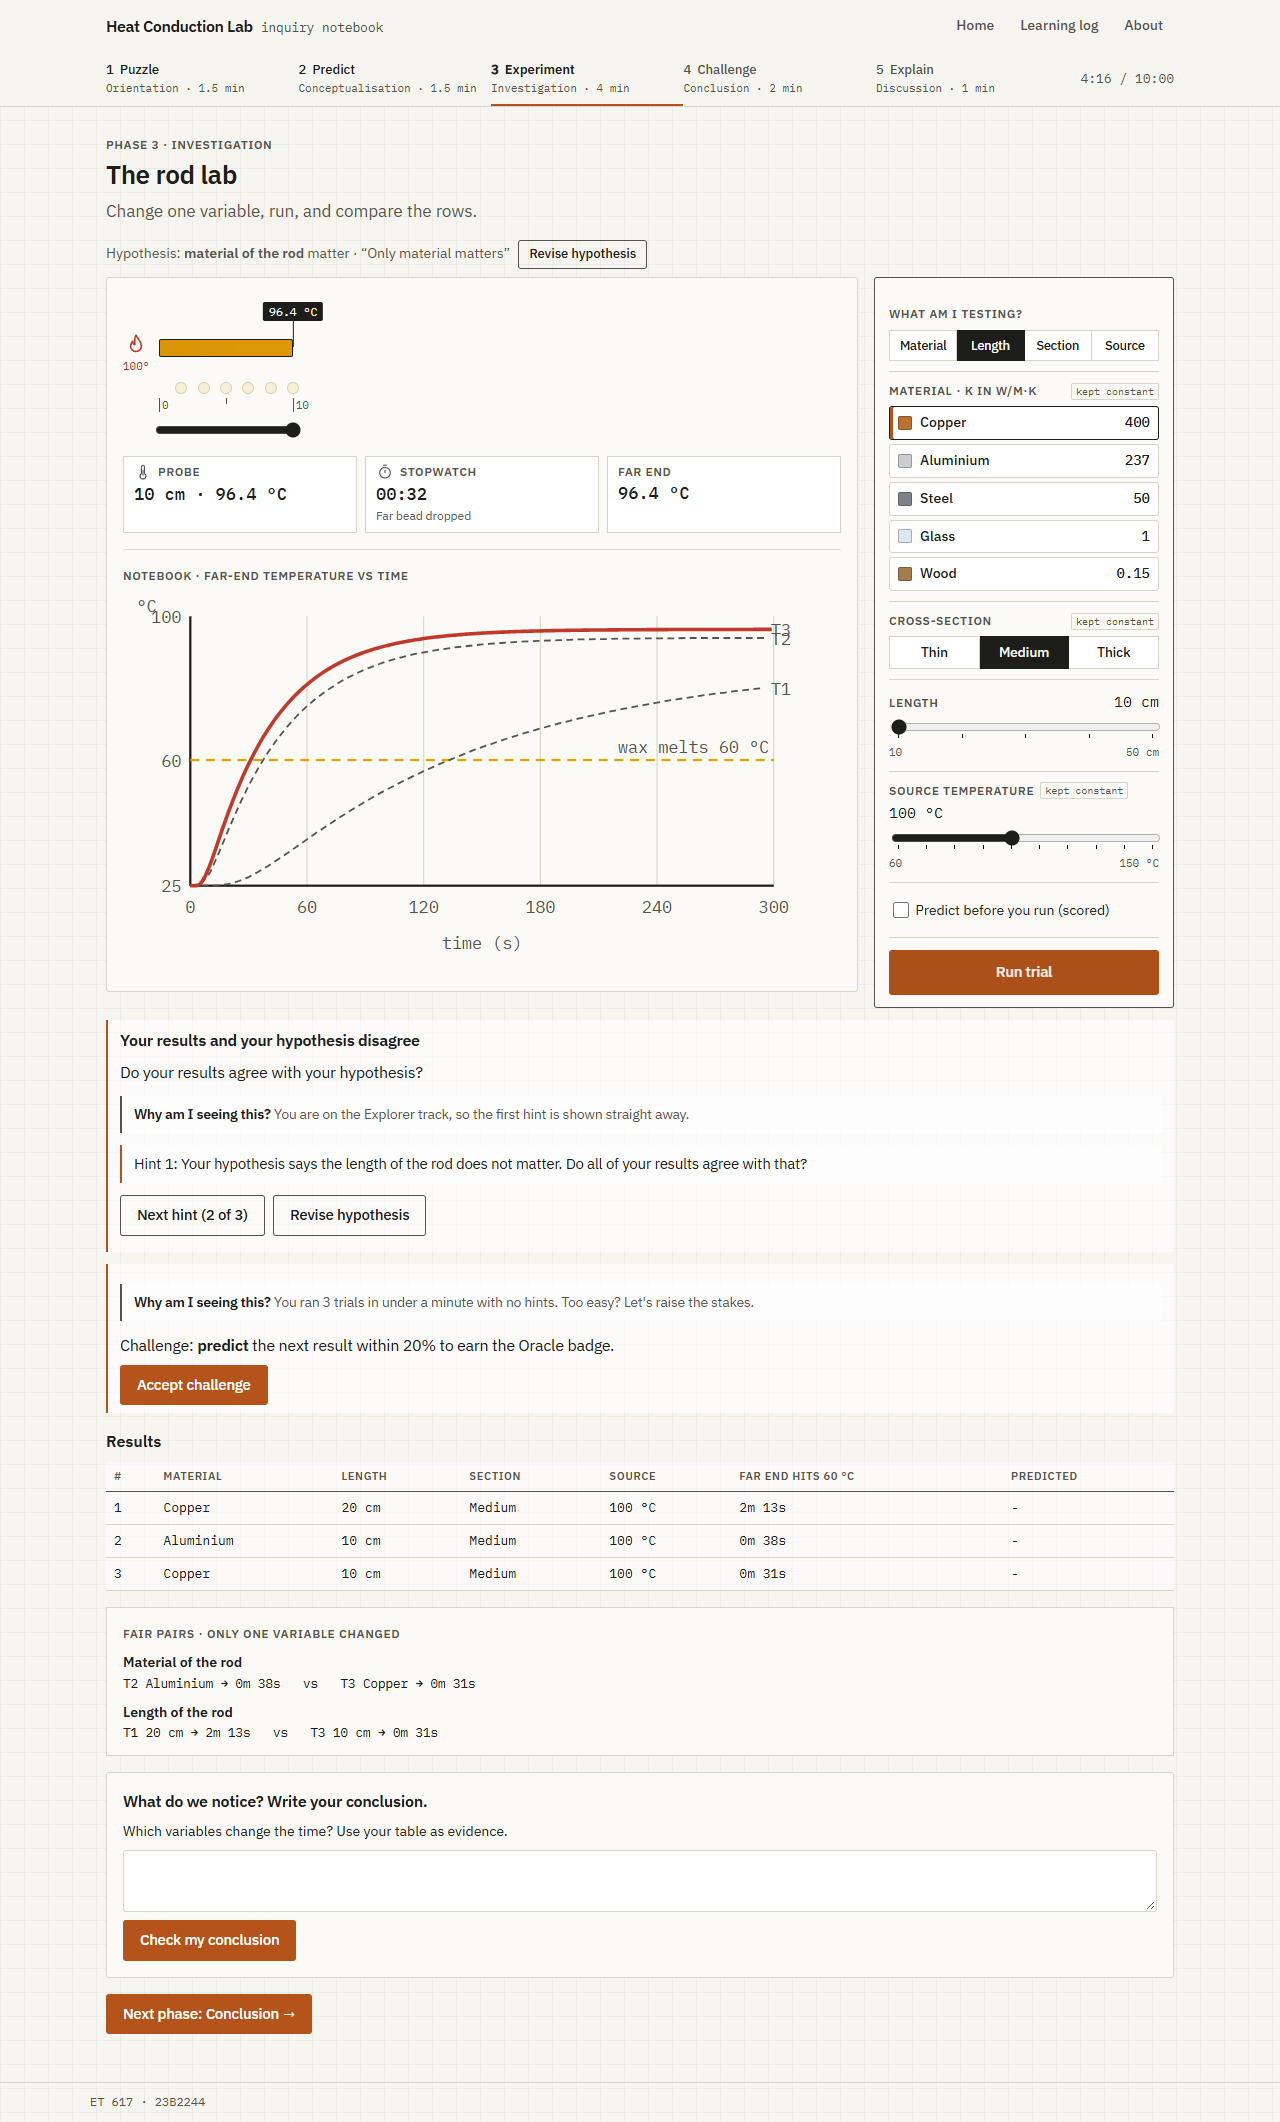 Heat Conduction Lab inquiry notebook
Home Learning log About
1 Puzzle
Orientation · 1.5 min
2 Predict
Conceptualisation · 1.5 min
3 Experiment
Investigation · 4 min
4 Challenge
Conclusion · 2 min
5 Explain
Discussion · 1 min
4:16 / 10:00
PHASE 3 · INVESTIGATION
The rod lab
Change one variable, run, and compare the rows.
Hypothesis: material of the rod matter · “Only material matters” Revise hypothesis
96.4 °C
100°
0 10
PROBE
10 cm · 96.4 °C
STOPWATCH
00:32
Far bead dropped
FAR END
96.4 °C
NOTEBOOK · FAR-END TEMPERATURE VS TIME
°C
100
T3
T2
T1
wax melts 60 °C
60
25
0 60 120 180 240 300
time (s)
WHAT AM I TESTING?
Material Length Section Source
MATERIAL · K IN W/M·K kept constant
Copper 400
Aluminium 237
Steel 50
Glass 1
Wood 0.15
CROSS-SECTION kept constant
Thin Medium Thick
LENGTH 10 cm
10 50 cm
SOURCE TEMPERATURE kept constant
100 °C
60 150 °C
Predict before you run (scored)
Run trial
Your results and your hypothesis disagree
Do your results agree with your hypothesis?
Why am I seeing this? You are on the Explorer track, so the first hint is shown straight away.
Hint 1: Your hypothesis says the length of the rod does not matter. Do all of your results agree with that?
Next hint (2 of 3) Revise hypothesis
Why am I seeing this? You ran 3 trials in under a minute with no hints. Too easy? Let's raise the stakes.
Challenge: predict the next result within 20% to earn the Oracle badge.
Accept challenge
Results
# MATERIAL LENGTH SECTION SOURCE FAR END HITS 60 °C PREDICTED
1 Copper 20 cm Medium 100 °C 2m 13s -
2 Aluminium 10 cm Medium 100 °C 0m 38s -
3 Copper 10 cm Medium 100 °C 0m 31s -
FAIR PAIRS · ONLY ONE VARIABLE CHANGED
Material of the rod
T2 Aluminium → 0m 38s vs T3 Copper → 0m 31s
Length of the rod
T1 20 cm → 2m 13s vs T3 10 cm → 0m 31s
What do we notice? Write your conclusion.
Which variables change the time? Use your table as evidence.
Check my conclusion
Next phase: Conclusion →
ET 617 · 23B2244